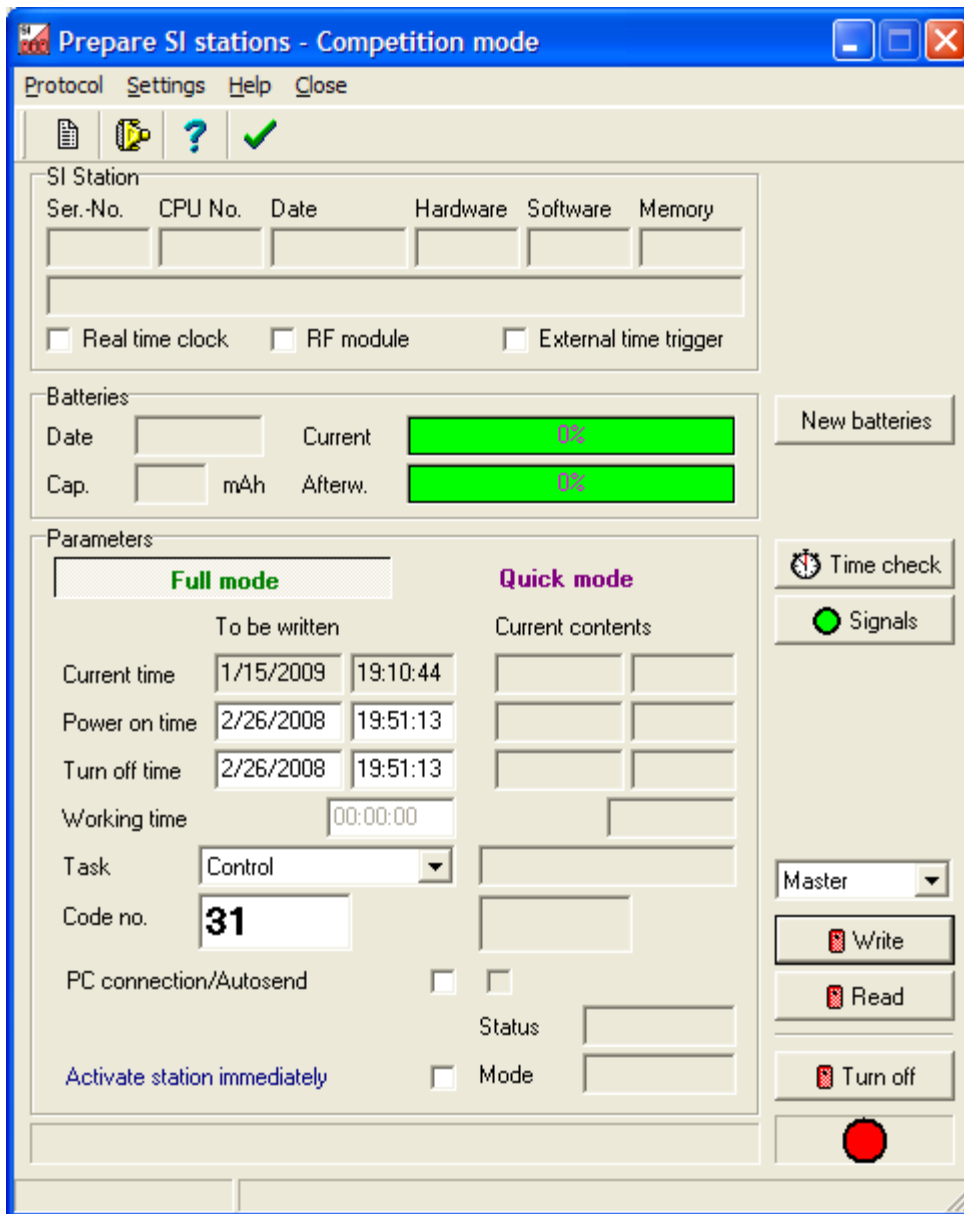 Prepare SI stations - Competition mode
Protocol Settings Help Close
SI Station
Ser.-No. CPU No. Date Hardware Software Memory
Real time clock RF module External time trigger
Batteries
Date Current 0% New batteries
Cap. mAh Afterw. 0%
Parameters
Full mode Quick mode Time check
To be written Current contents Signals
Current time 1/15/2009 19:10:44
Power on time 2/26/2008 19:51:13
Turn off time 2/26/2008 19:51:13
Working time 00:00:00
Task Control Master
Code no. 31 Write
PC connection/Autosend Read
Status
Activate station immediately Mode Turn off